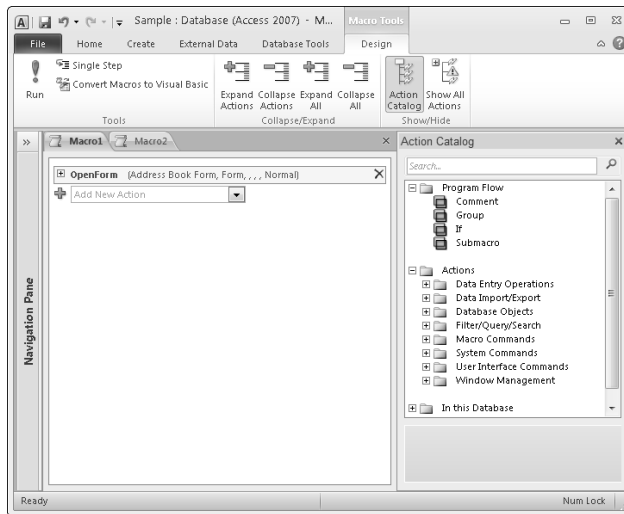 A Sample : Database (Access 2007) - M... Macro Tools
File Home Create External Data Database Tools Design
Run
Single Step
Convert Macros to Visual Basic
Tools
Expand Actions
Collapse Actions
Expand All
Collapse All
Collapse/Expand
Action Catalog
Show All Actions
Show/Hide
»
Macro1 Macro2
OpenForm (Address Book Form, Form, , , , Normal)
Add New Action
Navigation Pane
Action Catalog
Search...
Program Flow
Comment
Group
If
Submacro
Actions
Data Entry Operations
Data Import/Export
Database Objects
Filter/Query/Search
Macro Commands
System Commands
User Interface Commands
Window Management
In this Database
Ready Num Lock